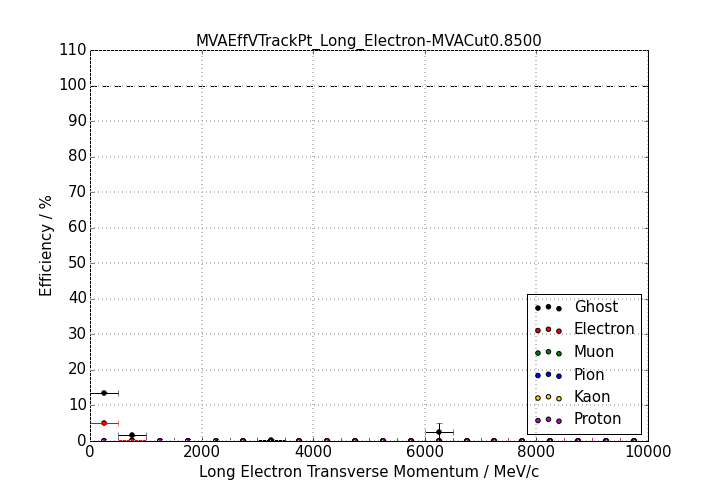 MVAEffVTrackPt_Long_Electron-MVACut0.8500
Efficiency / %
110
100
90
80
70
60
50
40
30
20
10
0
0 2000 4000 6000 8000 10000
Long Electron Transverse Momentum / MeV/c
Ghost
Electron
Muon
Pion
Kaon
Proton